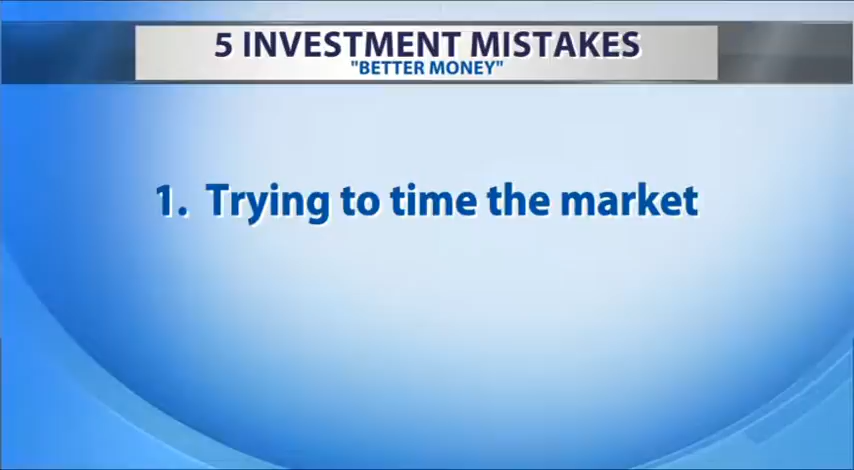 5 INVESTMENT MISTAKES
"BETTER MONEY"
1. Trying to time the market